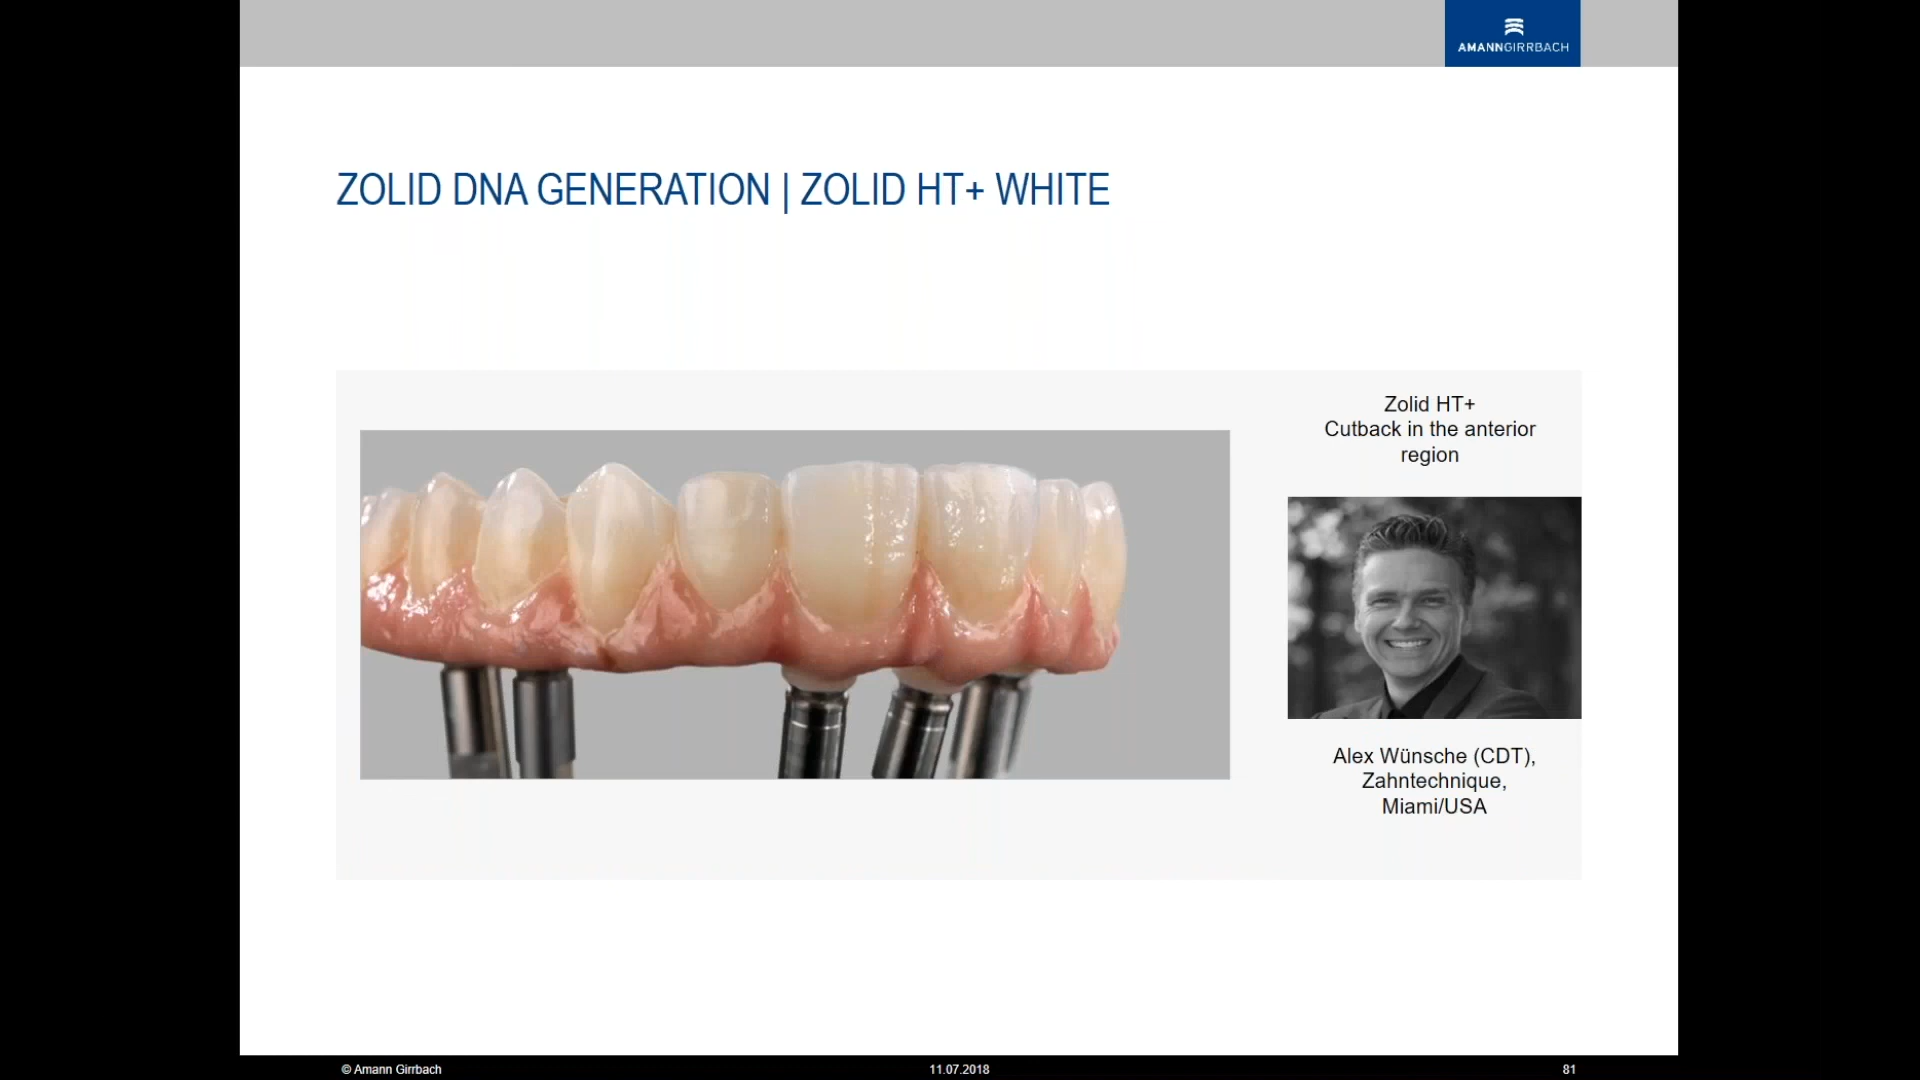 AMANNGIRRBACH
ZOLID DNA GENERATION | ZOLID HT+ WHITE
Zolid HT+
Cutback in the anterior
region
Alex Wünsche (CDT),
Zahntechnique,
Miami/USA
© Amann Girrbach
11.07.2018
81